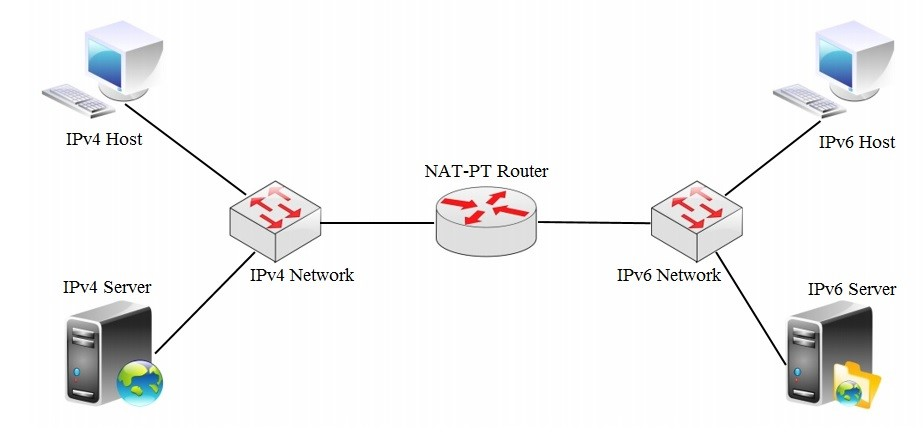 IPv4 Host
IPv6 Host
NAT-PT Router
IPv4 Network
IPv6 Network
IPv4 Server
IPv6 Server